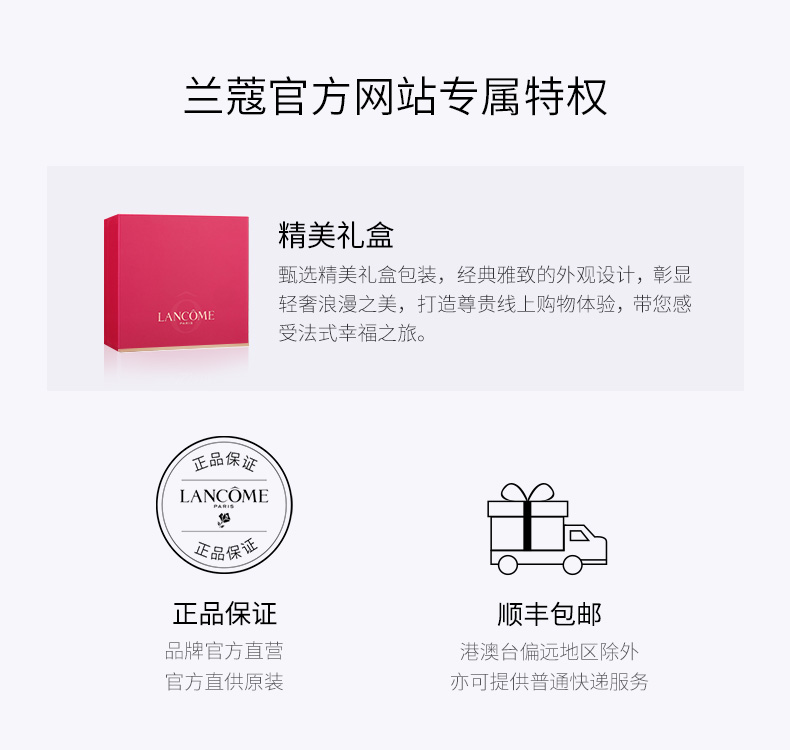 兰蔻官方网站专属特权
精美礼盒
甄选精美礼盒包装，经典雅致的外观设计，彰显
轻奢浪漫之美，打造尊贵线上购物体验，带您感
受法式幸福之旅。
LANCÔME
PARIS
正品保证
LANCÔME
PARIS
正品保证
正品保证
品牌官方直营
官方直供原装
顺丰包邮
港澳台偏远地区除外
亦可提供普通快递服务